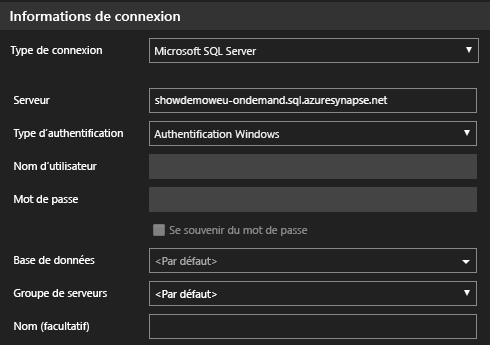 Informations de connexion
Type de connexion Microsoft SQL Server
Serveur showdemoweu-ondemand.sql.azuresynapse.net
Type d'authentification Authentification Windows
Nom d'utilisateur
Mot de passe
Se souvenir du mot de passe
Base de données <Par défaut>
Groupe de serveurs <Par défaut>
Nom (facultatif)